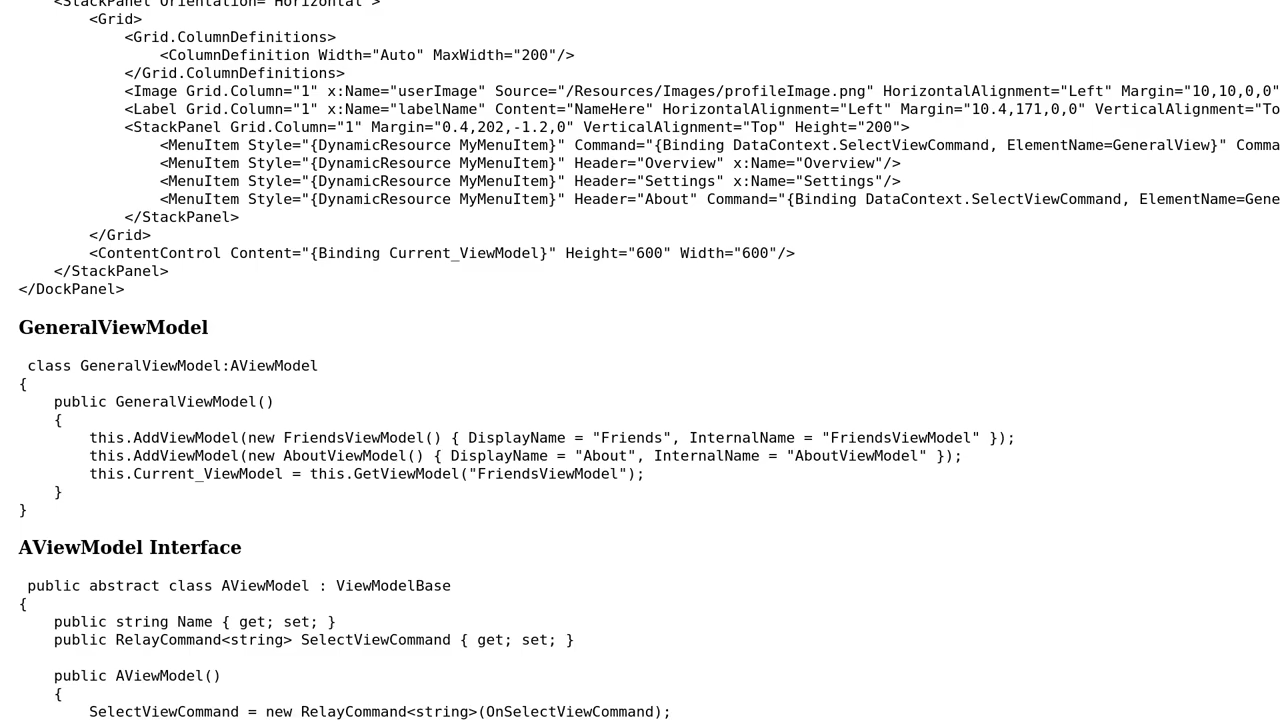 <StackPanel Orientation="Horizontal">
        <Grid>
            <Grid.ColumnDefinitions>
                <ColumnDefinition Width="Auto" MaxWidth="200"/>
            </Grid.ColumnDefinitions>
            <Image Grid.Column="1" x:Name="userImage" Source="/Resources/Images/profileImage.png" HorizontalAlignment="Left" Margin="10,10,0,0"
            <Label Grid.Column="1" x:Name="labelName" Content="NameHere" HorizontalAlignment="Left" Margin="10.4,171,0,0" VerticalAlignment="To
            <StackPanel Grid.Column="1" Margin="0.4,202,-1.2,0" VerticalAlignment="Top" Height="200">
                <MenuItem Style="{DynamicResource MyMenuItem}" Command="{Binding DataContext.SelectViewCommand, ElementName=GeneralView}" Comma
                <MenuItem Style="{DynamicResource MyMenuItem}" Header="Overview" x:Name="Overview"/>
                <MenuItem Style="{DynamicResource MyMenuItem}" Header="Settings" x:Name="Settings"/>
                <MenuItem Style="{DynamicResource MyMenuItem}" Header="About" Command="{Binding DataContext.SelectViewCommand, ElementName=Gene
            </StackPanel>
        </Grid>
        <ContentControl Content="{Binding Current_ViewModel}" Height="600" Width="600"/>
    </StackPanel>
</DockPanel>
GeneralViewModel
 class GeneralViewModel:AViewModel
{
    public GeneralViewModel()
    {
        this.AddViewModel(new FriendsViewModel() { DisplayName = "Friends", InternalName = "FriendsViewModel" });
        this.AddViewModel(new AboutViewModel() { DisplayName = "About", InternalName = "AboutViewModel" });
        this.Current_ViewModel = this.GetViewModel("FriendsViewModel");
    }
}
AViewModel Interface
 public abstract class AViewModel : ViewModelBase
{
    public string Name { get; set; }
    public RelayCommand<string> SelectViewCommand { get; set; }
    public AViewModel()
    {
        SelectViewCommand = new RelayCommand<string>(OnSelectViewCommand);